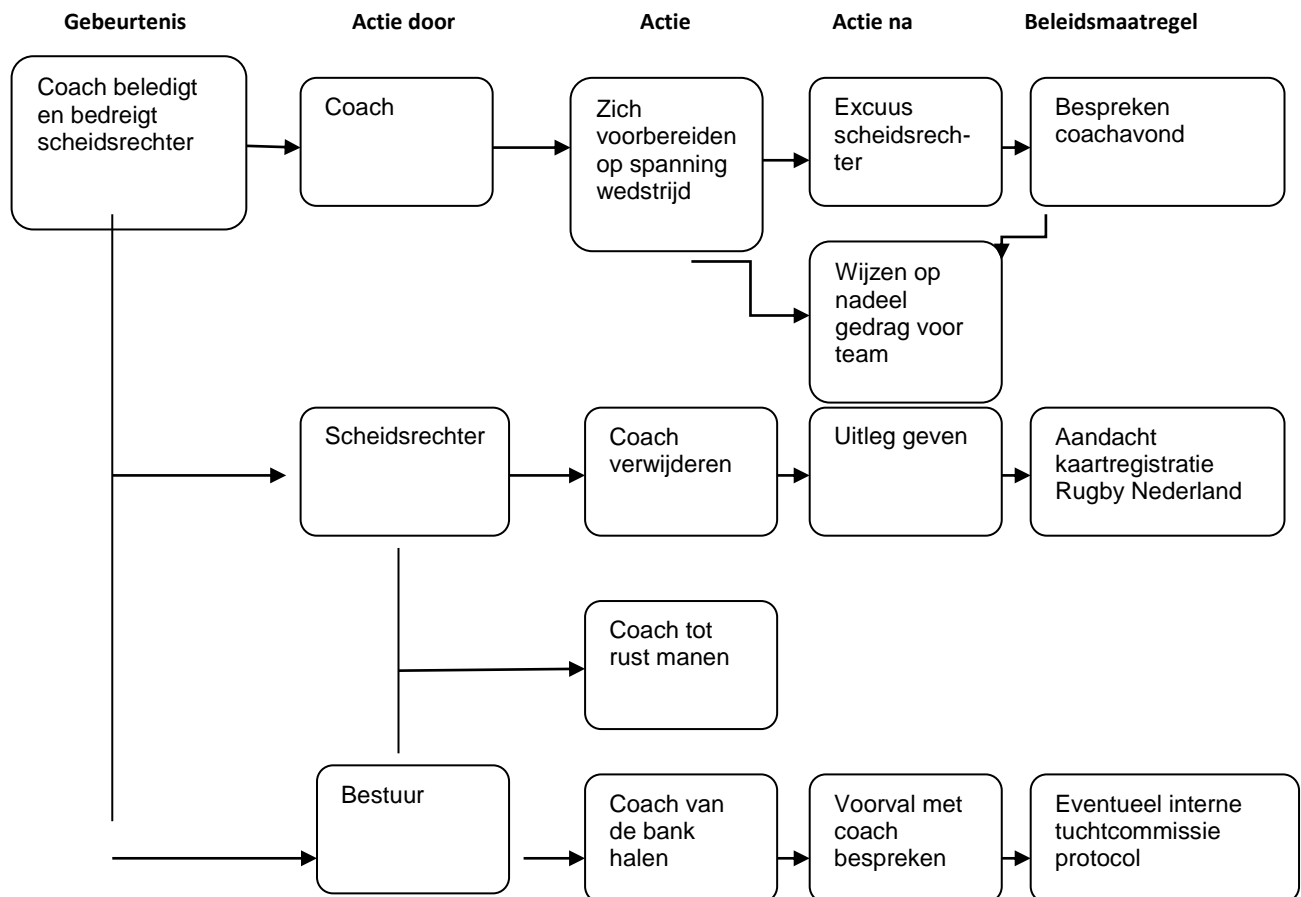 Gebeurtenis Actie door Actie Actie na Beleidsmaatregel
Coach beledigt
en bedreigt
scheidsrechter
Coach
Zich
voorbereiden
op spanning
wedstrijd
Excuus
scheidsrech-
ter
Bespreken
coachavond
Wijzen op
nadeel
gedrag voor
team
Scheidsrechter
Coach
verwijderen
Uitleg geven
Aandacht
kaartregistratie
Rugby Nederland
Coach tot
rust manen
Bestuur
Coach van
de bank
halen
Voorval met
coach
bespreken
Eventueel interne
tuchtcommissie
protocol